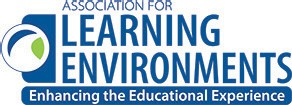 ASSOCIATION FOR
LEARNING
ENVIRONMENTS
Enhancing the Educational Experience